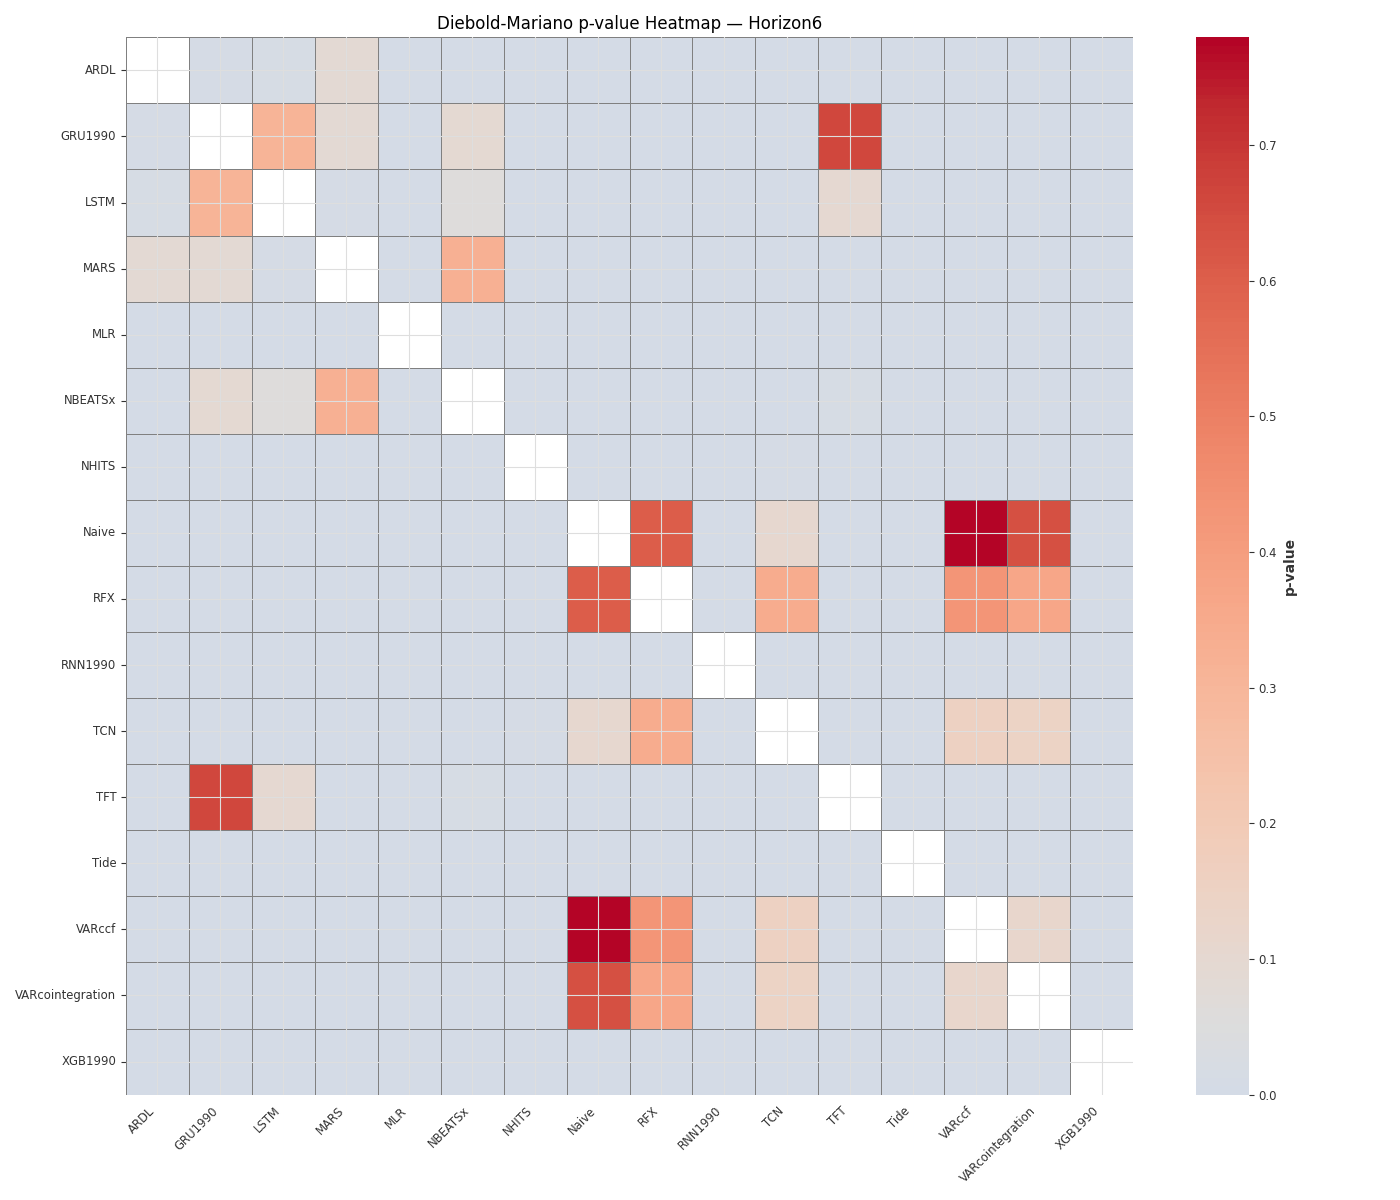 Diebold-Mariano p-value Heatmap — Horizon6
ARDL
GRU1990
LSTM
MARS
MLR
NBEATSx
NHITS
Naive
RFX
RNN1990
TCN
TFT
Tide
VARccf
VARcointegration
XGB1990
ARDL
GRU1990
LSTM
MARS
MLR
NBEATSx
NHITS
Naive
RFX
RNN1990
TCN
TFT
Tide
VARccf
VARcointegration
XGB1990
0.7
0.6
0.5
0.4
0.3
0.2
0.1
0.0
p-value